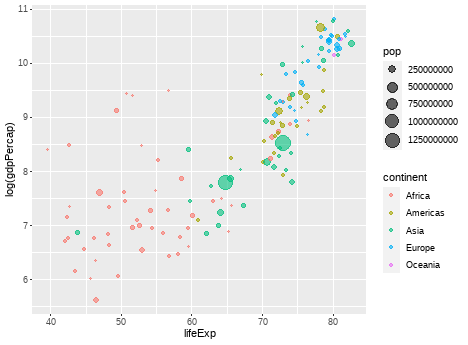 log(gdpPercap)
11
10
9
8
7
6
40
50
60
70
80
lifeExp
pop
250000000
500000000
750000000
1000000000
1250000000
continent
Africa
Americas
Asia
Europe
Oceania